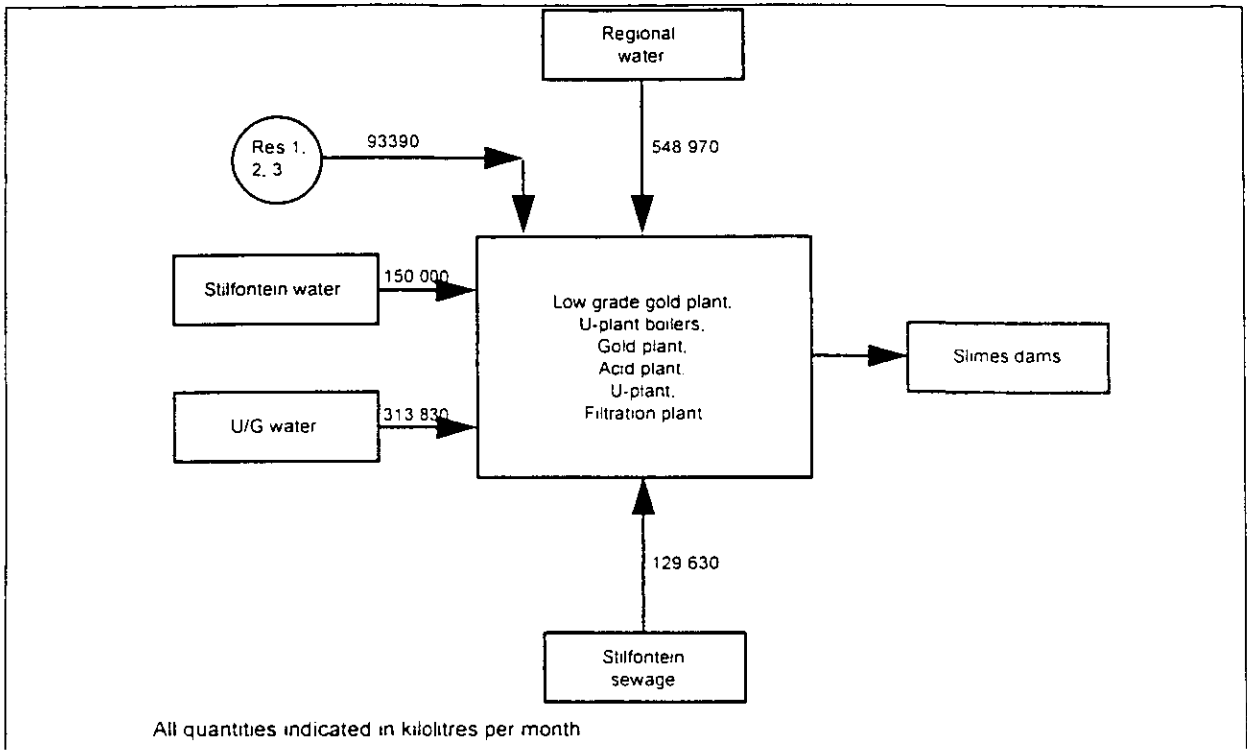 Regional
water
93390
548 970
Res 1,
2, 3
Stilfontein water
150 000
Low grade gold plant,
U-plant boilers,
Gold plant,
Acid plant,
U-plant,
Filtration plant
Slimes dams
U/G water
313 830
129 630
Stilfontein
sewage
All quantities indicated in kilolitres per month